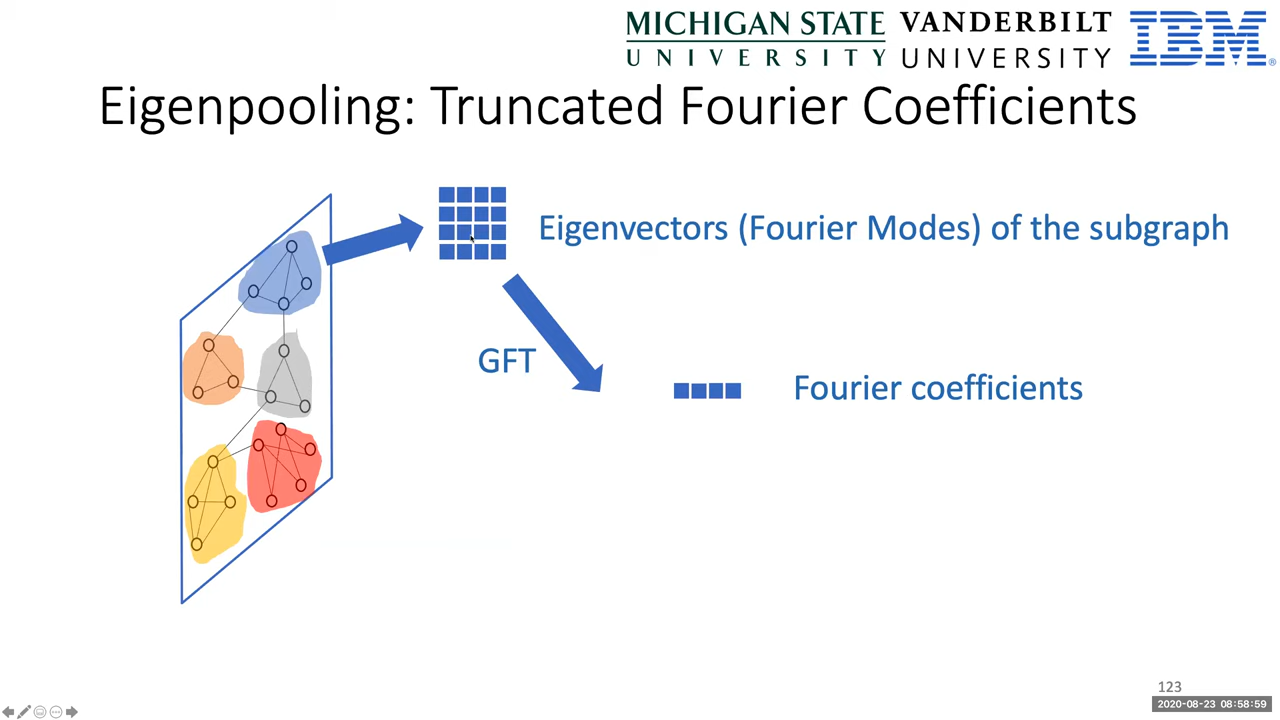 MICHIGAN STATE
UNIVERSITY
VANDERBILT
UNIVERSITY
IBM®
Eigenpooling: Truncated Fourier Coefficients
Eigenvectors (Fourier Modes) of the subgraph
GFT
Fourier coefficients
123
2020-08-23 08:58:59